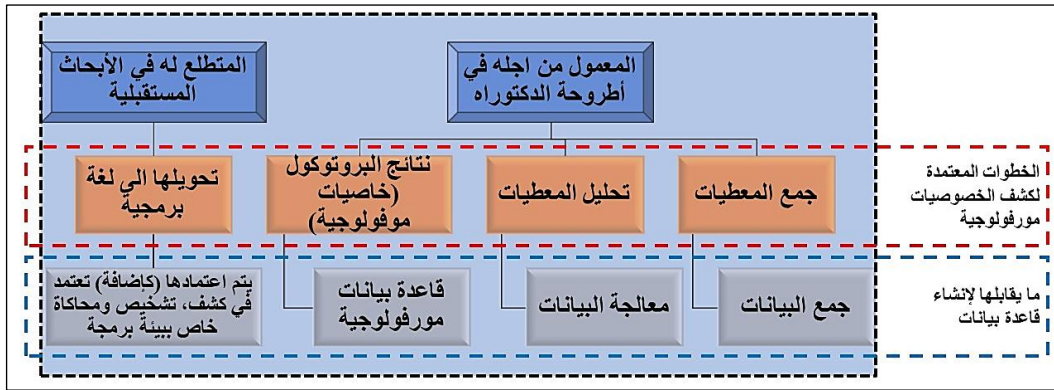 المعمول من اجله في
أطروحة الدكتوراه
المتطلع له في الأبحاث
المستقبلية
الخطوات المعتمدة
لكشف الخصوصيات
مورفولوجية
جمع المعطيات
تحليل المعطيات
نتائج البروتوكول
(خاصيات
موفولوجية)
تحويلها الي لغة
برمجية
ما يقابلها لإنشاء
قاعدة بيانات
جمع البيانات
معالجة البيانات
قاعدة بيانات
مورفولوجية
يتم اعتمادها (كإضافة) تعتمد
في كشف، تشخيص ومحاكاة
خاص ببيئة برمجة